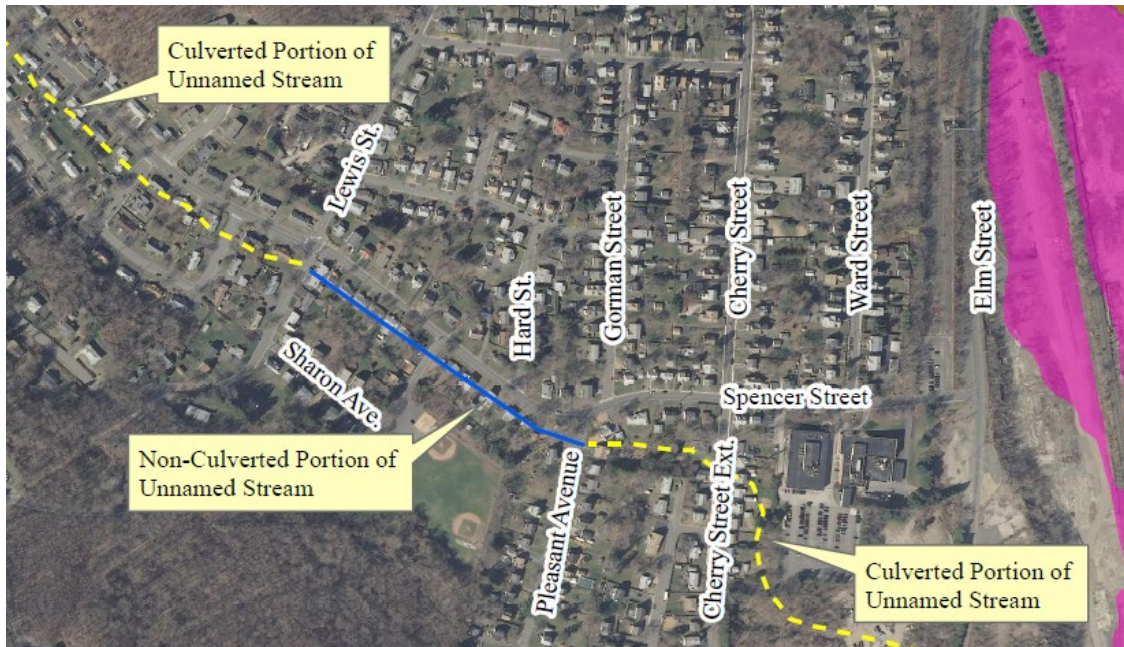 Culverted Portion of
Unnamed Stream
Lewis St.
Hard St.
Gorman Street
Cherry Street
Ward Street
Elm Street
Sharon Ave.
Spencer Street
Non-Culverted Portion of
Unnamed Stream
Pleasant Avenue
Cherry Street Ext.
Culverted Portion of
Unnamed Stream